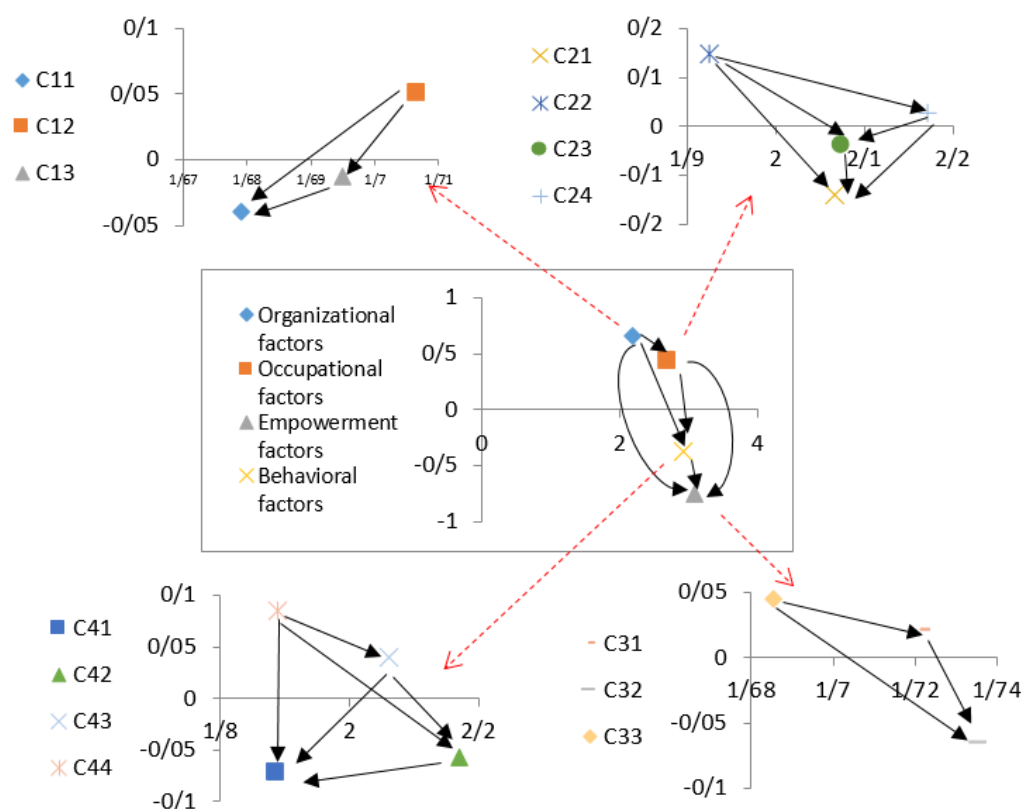 0/1
0/05
0
-0/05
1/67
1/68
1/69
1/7
1/71
C11
C12
C13
0/2
0/1
0
-0/1
-0/2
1/9
2
2/1
2/2
C21
C22
C23
C24
Organizational
factors
Occupational
factors
Empowerment
factors
Behavioral
factors
1
0/5
0
-0/5
-1
0
2
4
0/1
0/05
0
-0/05
-0/1
1/8
2
2/2
C41
C42
C43
C44
0/05
0
-0/05
-0/1
1/68
1/7
1/72
1/74
C31
C32
C33